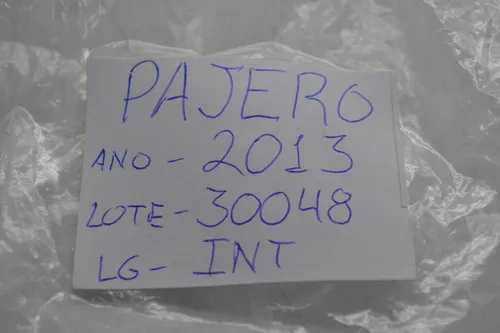 PAJERO
ANO - 2013
LOTE - 30048
LG - INT